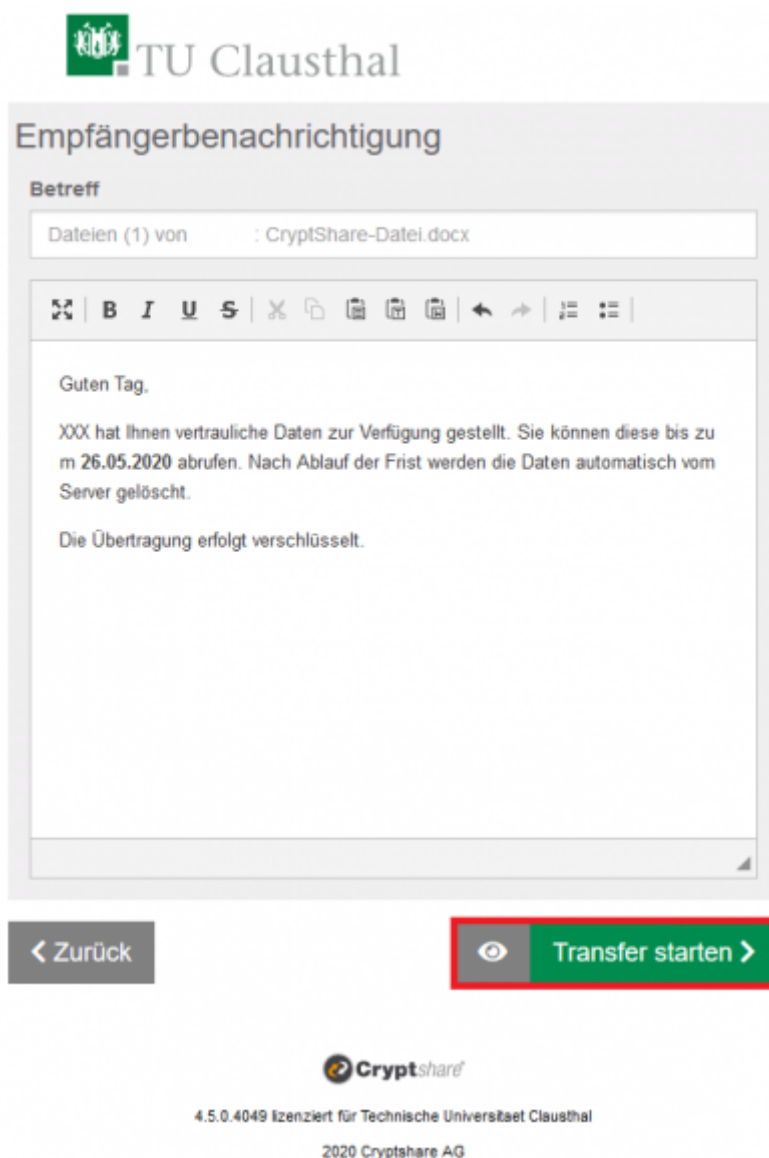 TU Clausthal
Empfängerbenachrichtigung
Betreff
Dateien (1) von : CryptShare-Datei.docx
B I U S
Guten Tag,
XXX hat Ihnen vertrauliche Daten zur Verfügung gestellt. Sie können diese bis zu
m 26.05.2020 abrufen. Nach Ablauf der Frist werden die Daten automatisch vom
Server gelöscht.
Die Übertragung erfolgt verschlüsselt.
Zurück
Transfer starten
Cryptshare
4.5.0.4049 lizenziert für Technische Universitaet Clausthal
2020 Cryptshare AG